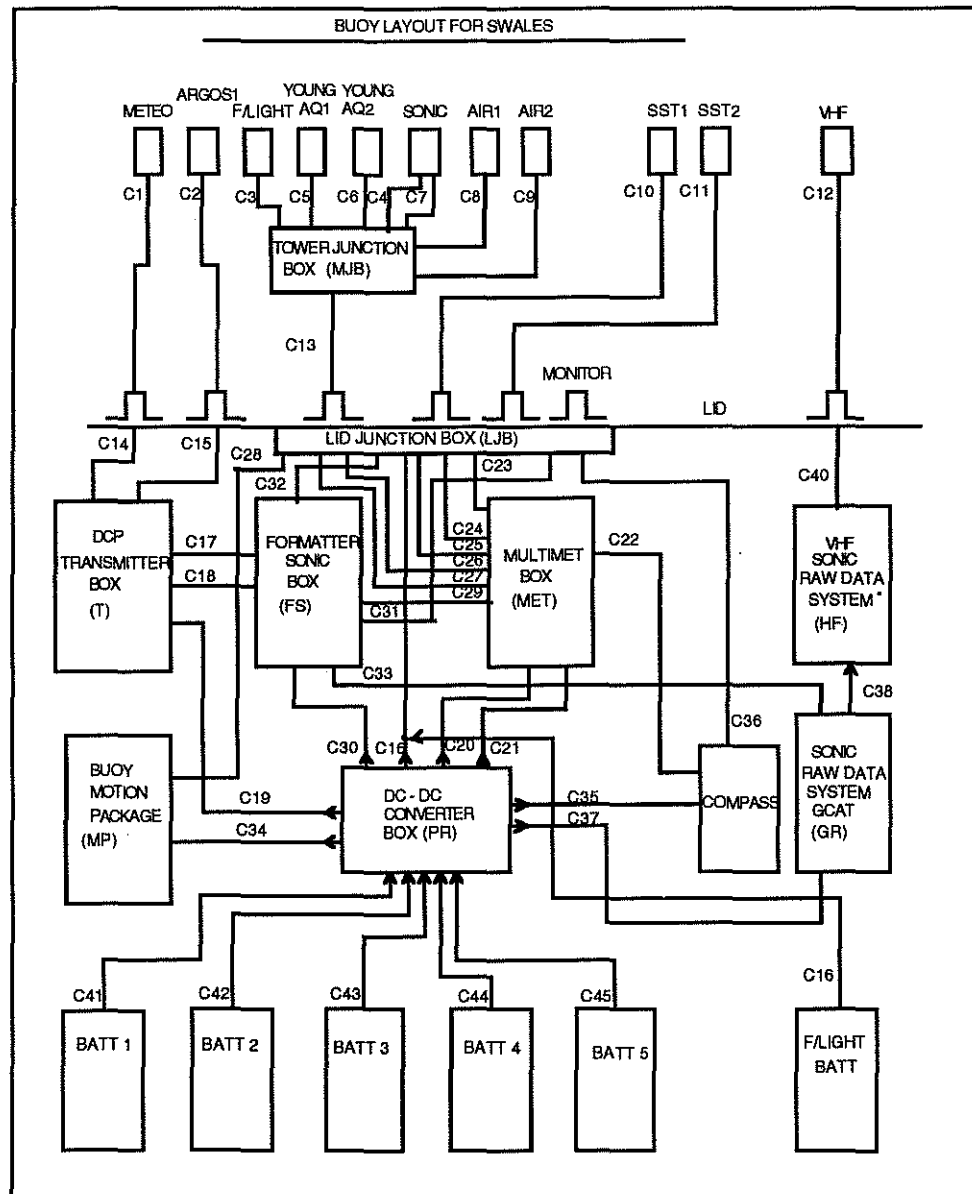 BUOY LAYOUT FOR SWALES
METEO
ARGOS1
F/LIGHT
YOUNG
AQ1
YOUNG
AQ2
SONIC
AIR1
AIR2
SST1
SST2
VHF
C1
C2
C3
C5
C6
C4
C7
C8
C9
C10
C11
C12
TOWER JUNCTION
BOX (MJB)
C13
MONITOR
LID
LID JUNCTION BOX (LJB)
C14
C15
C28
C32
C23
C40
DCP
TRANSMITTER
BOX
(T)
C17
C18
FORMATTER
SONIC
BOX
(FS)
C24
C25
C26
C27
C29
C31
MULTIMET
BOX
(MET)
C22
VHF
SONIC
RAW DATA
SYSTEM
(HF)
C33
C38
C36
BUOY
MOTION
PACKAGE
(MP)
C30
C16
C20
C21
C19
C34
DC - DC
CONVERTER
BOX (PR)
C35
C37
COMPASS
SONIC
RAW DATA
SYSTEM
GCAT
(GR)
C41
C42
C43
C44
C45
C16
BATT 1
BATT 2
BATT 3
BATT 4
BATT 5
F/LIGHT
BATT